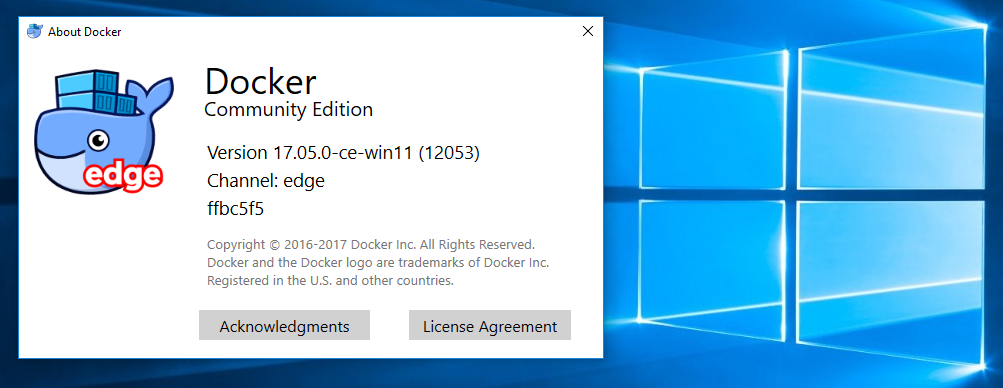 About Docker
edge
Docker
Community Edition
Version 17.05.0-ce-win11 (12053)
Channel: edge
ffbc5f5
Copyright © 2016-2017 Docker Inc. All Rights Reserved.
Docker and the Docker logo are trademarks of Docker Inc.
Registered in the U.S. and other countries.
Acknowledgments
License Agreement